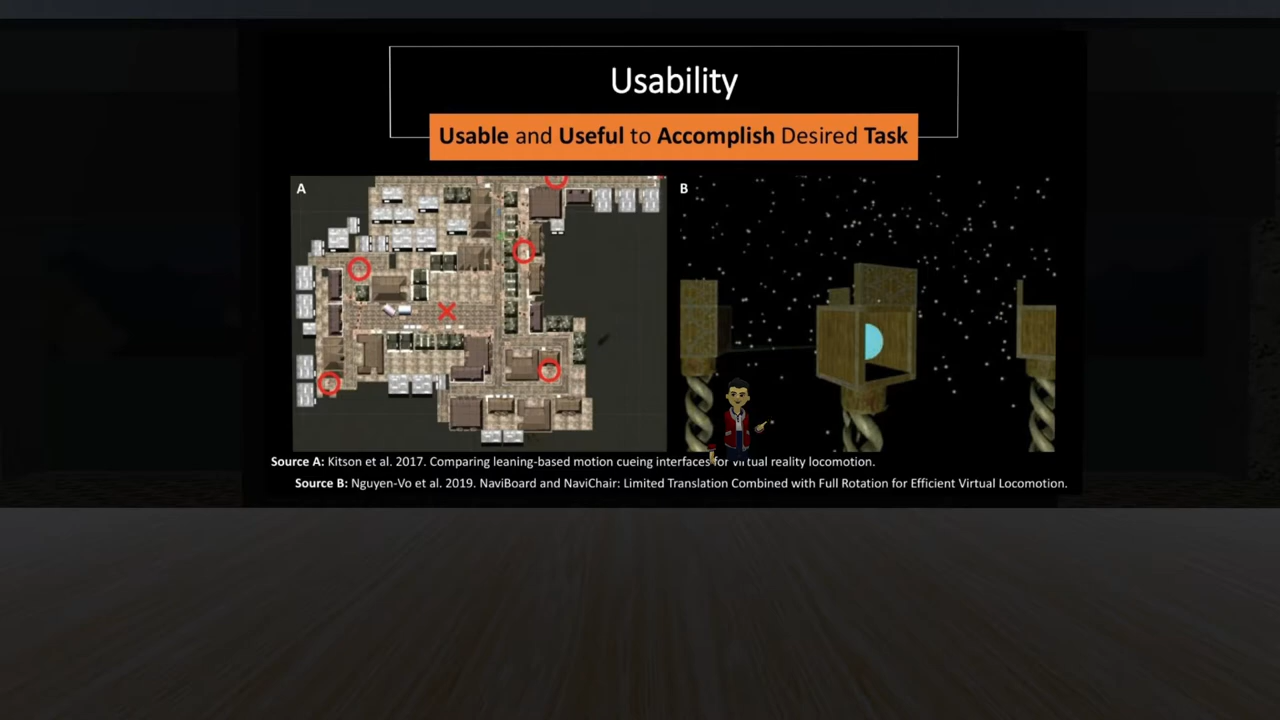 Usability
Usable and Useful to Accomplish Desired Task
A
B
Source A: Kitson et al. 2017. Comparing leaning-based motion cueing interfaces for virtual reality locomotion.
Source B: Nguyen-Vo et al. 2019. NaviBoard and NaviChair: Limited Translation Combined with Full Rotation for Efficient Virtual Locomotion.